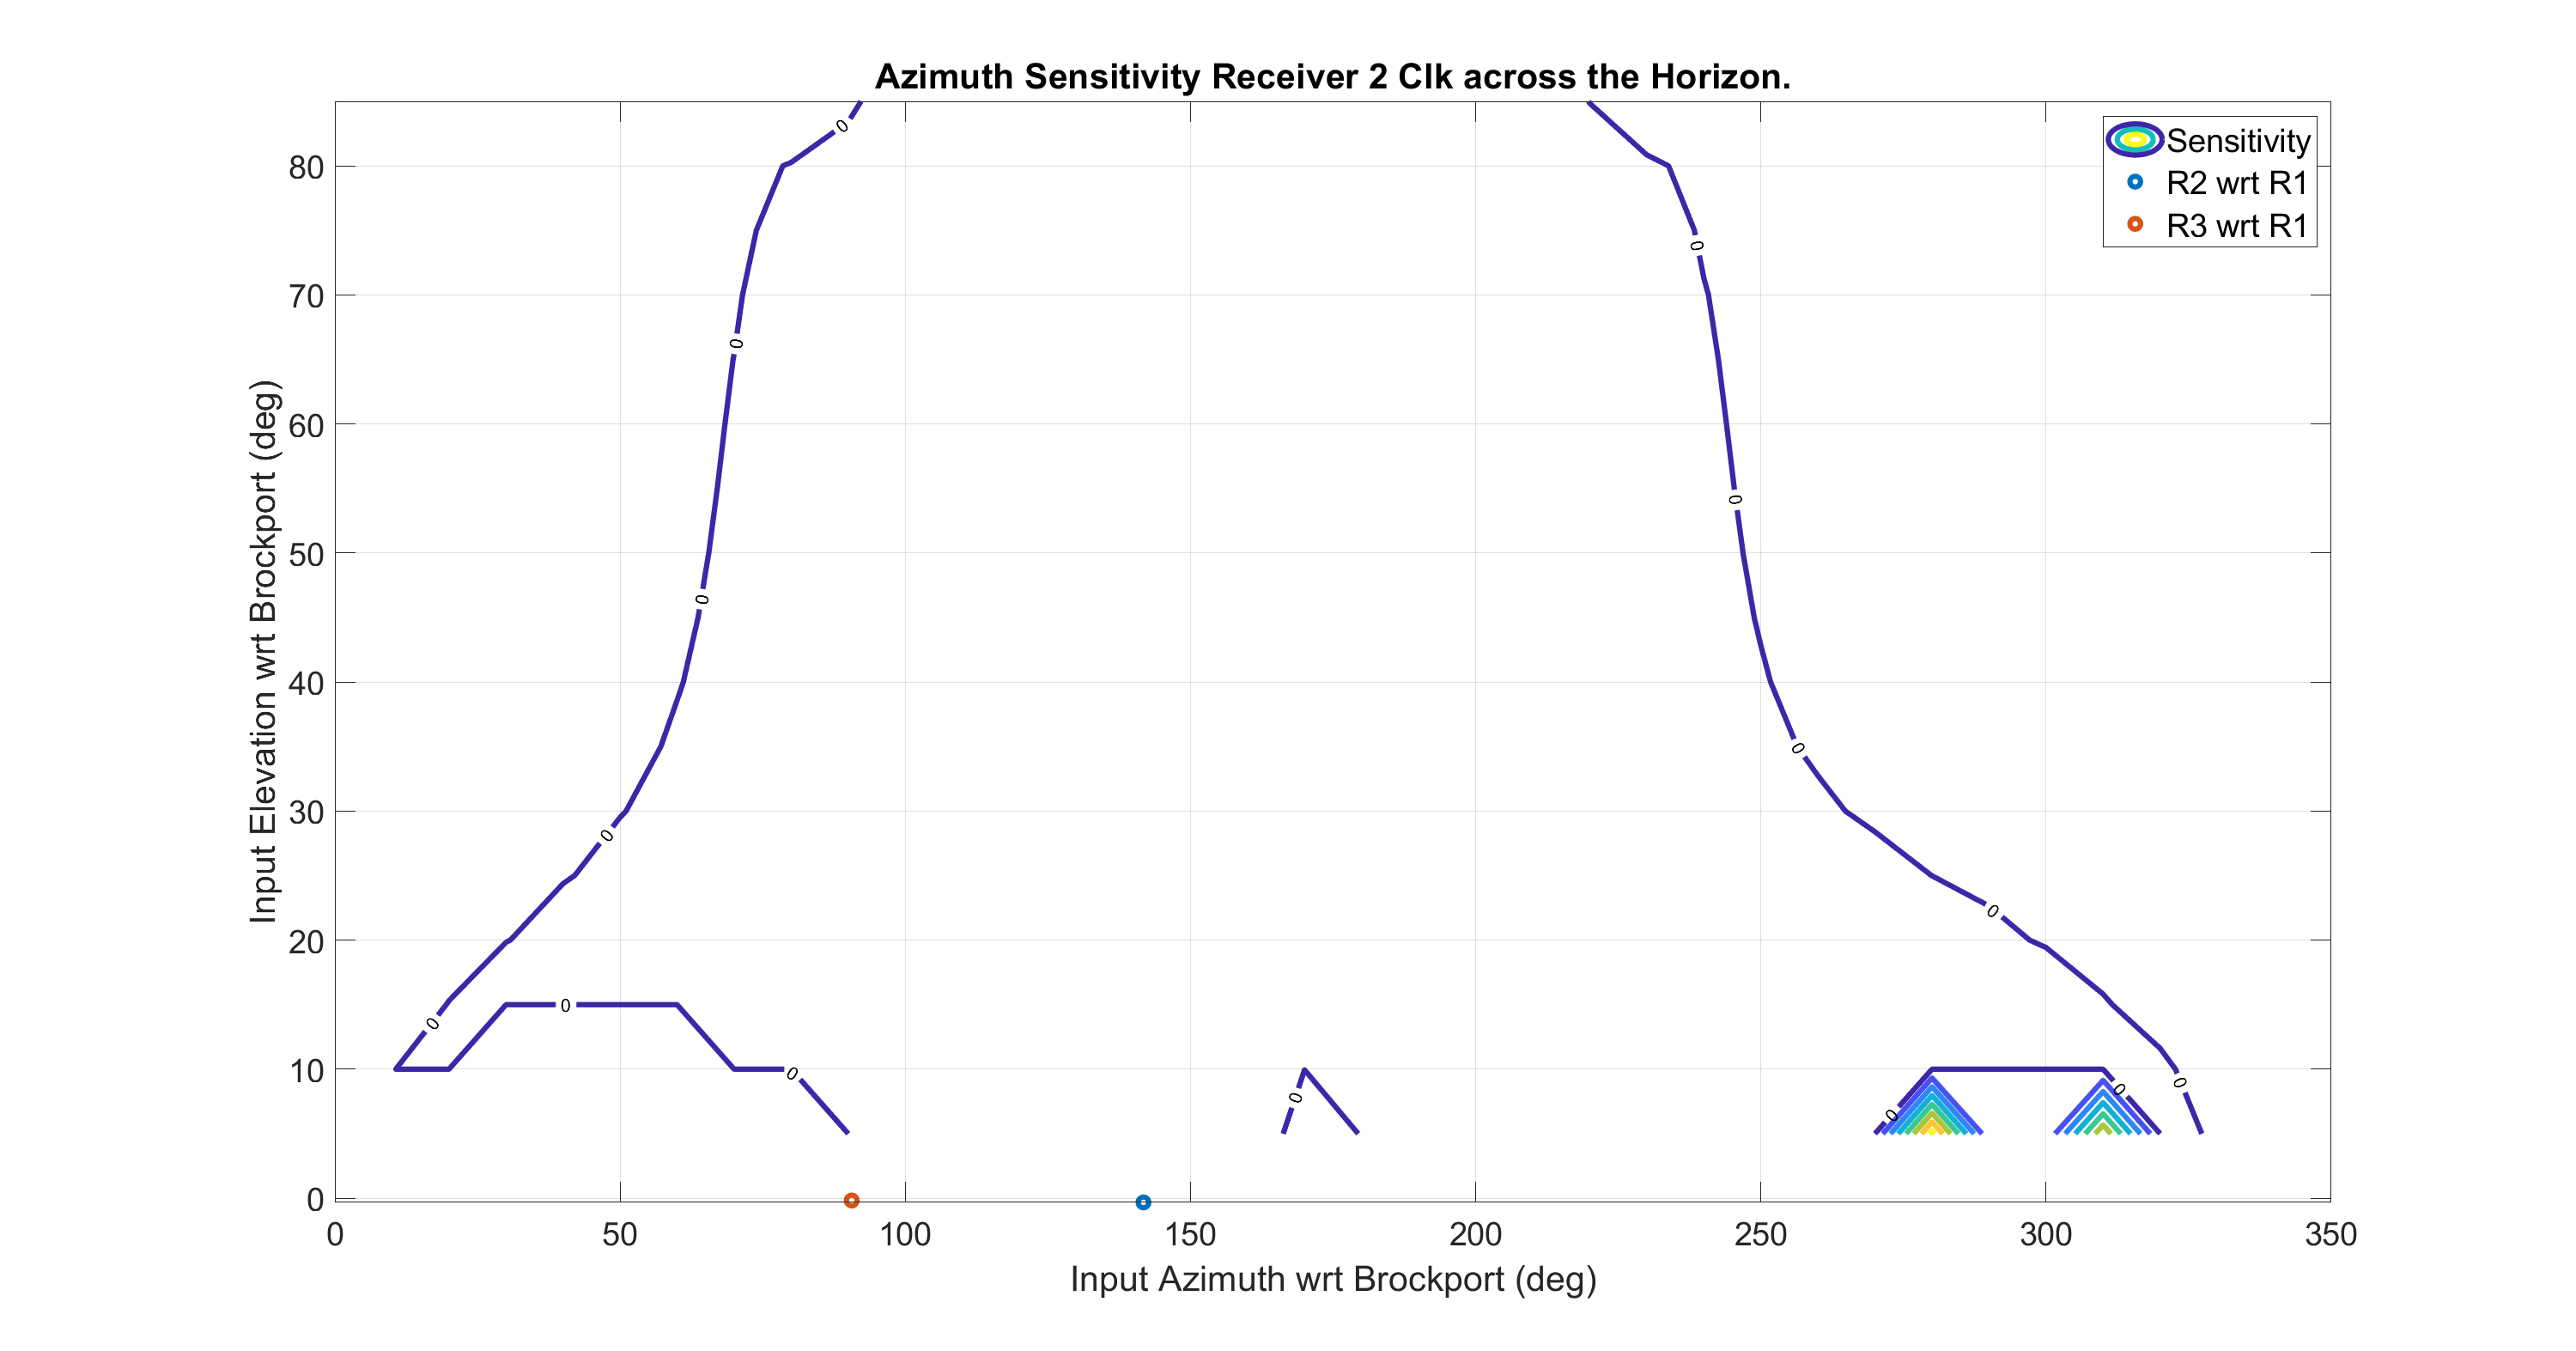 Azimuth Sensitivity Receiver 2 Clk across the Horizon.
Sensitivity
R2 wrt R1
R3 wrt R1
Input Elevation wrt Brockport (deg)
80
70
60
50
40
30
20
10
0
0 0 0 0 0 0 0 0 0 0 0 0 0 0 0 0 0
0 50 100 150 200 250 300 350
Input Azimuth wrt Brockport (deg)